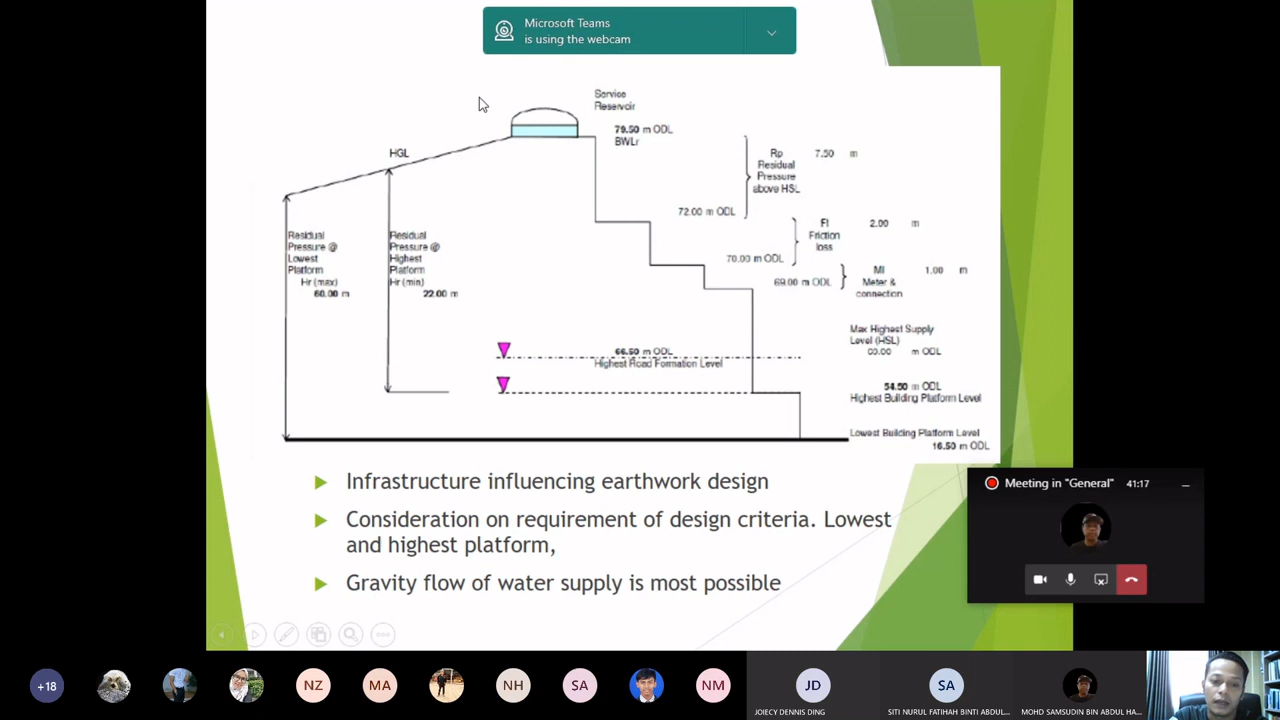 Microsoft Teams
is using the webcam
Service
Reservoir
79.50 m ODL
BWLr
HGL
Rp
Residual
Pressure
above HSL
7.50 m
72.00 m ODL
Ft
Friction
loss
2.00 m
70.00 m ODL
Ml
Meter &
connection
1.00 m
69.00 m ODL
Residual
Pressure @
Lowest
Platform
Hr (max)
60.00 m
Residual
Pressure @
Highest
Platform
Hr (min)
22.00 m
Max Highest Supply
Level (HSL)
m ODL
66.50 m ODL
Highest Road Formation Level
54.50 m ODL
Highest Building Platform Level
Lowest Building Platform Level
16.50 m ODL
Infrastructure influencing earthwork design
Consideration on requirement of design criteria. Lowest
and highest platform,
Gravity flow of water supply is most possible
Meeting in "General" 41:17
+18
NZ
MA
NH
SA
NM
JD
JOIECY DENNIS DING
SA
SITI NURUL FATIHAH BINTI ABDUL...
MOHD SAMSUDIN BIN ABDUL HA...